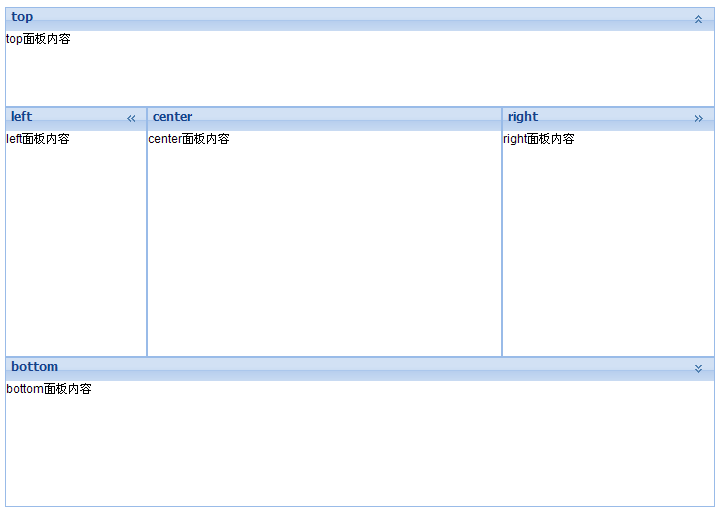 top
top面板内容
left
center
right
left面板内容
center面板内容
right面板内容
bottom
bottom面板内容